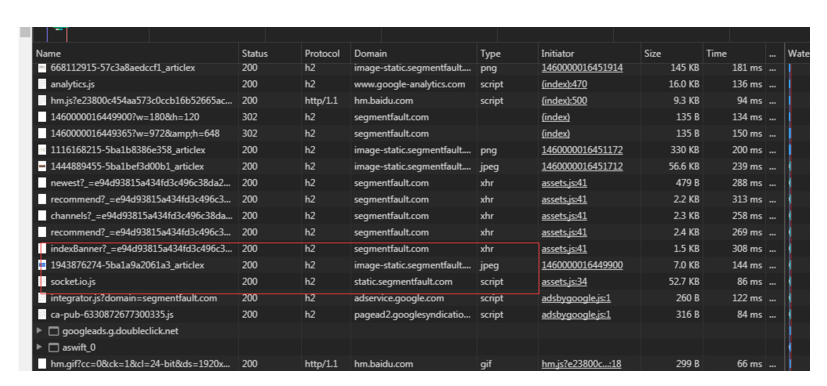 Name Status Protocol Domain Type Initiator Size Time ... Wate
668112915-57c3a8aedccf1_articlex 200 h2 image-static.segmentfault.... png 1460000016451914 145 KB 181 ms ...
analytics.js 200 h2 www.google-analytics.com script (index):470 16.0 KB 136 ms ...
hm.js?e23800c454aa573c0ccb16b52665ac... 200 http/1.1 hm.baidu.com script (index):500 9.3 KB 94 ms ...
1460000016449900?w=180&h=120 302 h2 segmentfault.com (index) 135 B 134 ms ...
1460000016449365?w=972&amp;h=648 302 h2 segmentfault.com (index) 135 B 150 ms ...
1116168215-5ba1b8386e358_articlex 200 h2 image-static.segmentfault.... png 1460000016451172 330 KB 200 ms ...
1444889455-5ba1bef3d00b1_articlex 200 h2 image-static.segmentfault.... jpeg 1460000016451712 56.6 KB 239 ms ...
newest?_=e94d93815a434fd3c496c38da2... 200 h2 segmentfault.com xhr assets.js:41 479 B 288 ms ...
recommend?_=e94d93815a434fd3c496c3... 200 h2 segmentfault.com xhr assets.js:41 2.2 KB 313 ms ...
channels?_=e94d93815a434fd3c496c38da... 200 h2 segmentfault.com xhr assets.js:41 2.3 KB 258 ms ...
recommend?_=e94d93815a434fd3c496c3... 200 h2 segmentfault.com xhr assets.js:41 2.4 KB 269 ms ...
indexBanner?_=e94d93815a434fd3c496c3... 200 h2 segmentfault.com xhr assets.js:41 1.5 KB 308 ms ...
1943876274-5ba1a9a2061a3_articlex 200 h2 image-static.segmentfault.... jpeg 1460000016449900 7.0 KB 144 ms ...
socket.io.js 200 h2 static.segmentfault.com script assets.js:34 52.7 KB 86 ms ...
integrator.js?domain=segmentfault.com 200 h2 adservice.google.com script adsbygoogle.js:1 260 B 122 ms ...
ca-pub-6330872677300335.js 200 h2 pagead2.googlesyndicatio... script adsbygoogle.js:1 316 B 84 ms ...
googleads.g.doubleclick.net
aswift_0
hm.gif?cc=0&ck=1&cl=24-bit&ds=1920x... 200 http/1.1 hm.baidu.com gif hm.js?e23800c...:18 299 B 66 ms ...